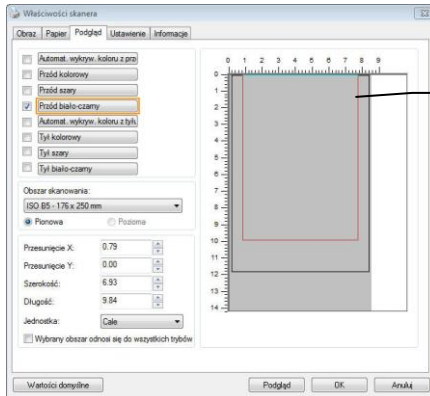 Właściwości skanera
Obraz Papier Podgląd Ustawienie Informacje
Automat. wykryw. koloru z prz
Przód kolorowy
Przód szary
Przód biało-czarny
Automat. wykryw. koloru z tyłu
Tył kolorowy
Tył szary
Tył biało-czarny
Obszar skanowania:
ISO B5 - 176 x 250 mm
Pionowa Pozioma
Przesunięcie X: 0.79
Przesunięcie Y: 0.00
Szerokość: 6.93
Długość: 9.84
Jednostka: Cale
Wybrany obszar odnosi się do wszystkich trybów
0 1 2 3 4 5 6 7 8 9
0
1
2
3
4
5
6
7
8
9
10
11
12
13
14
Wartości domyślne Podgląd OK Anuluj